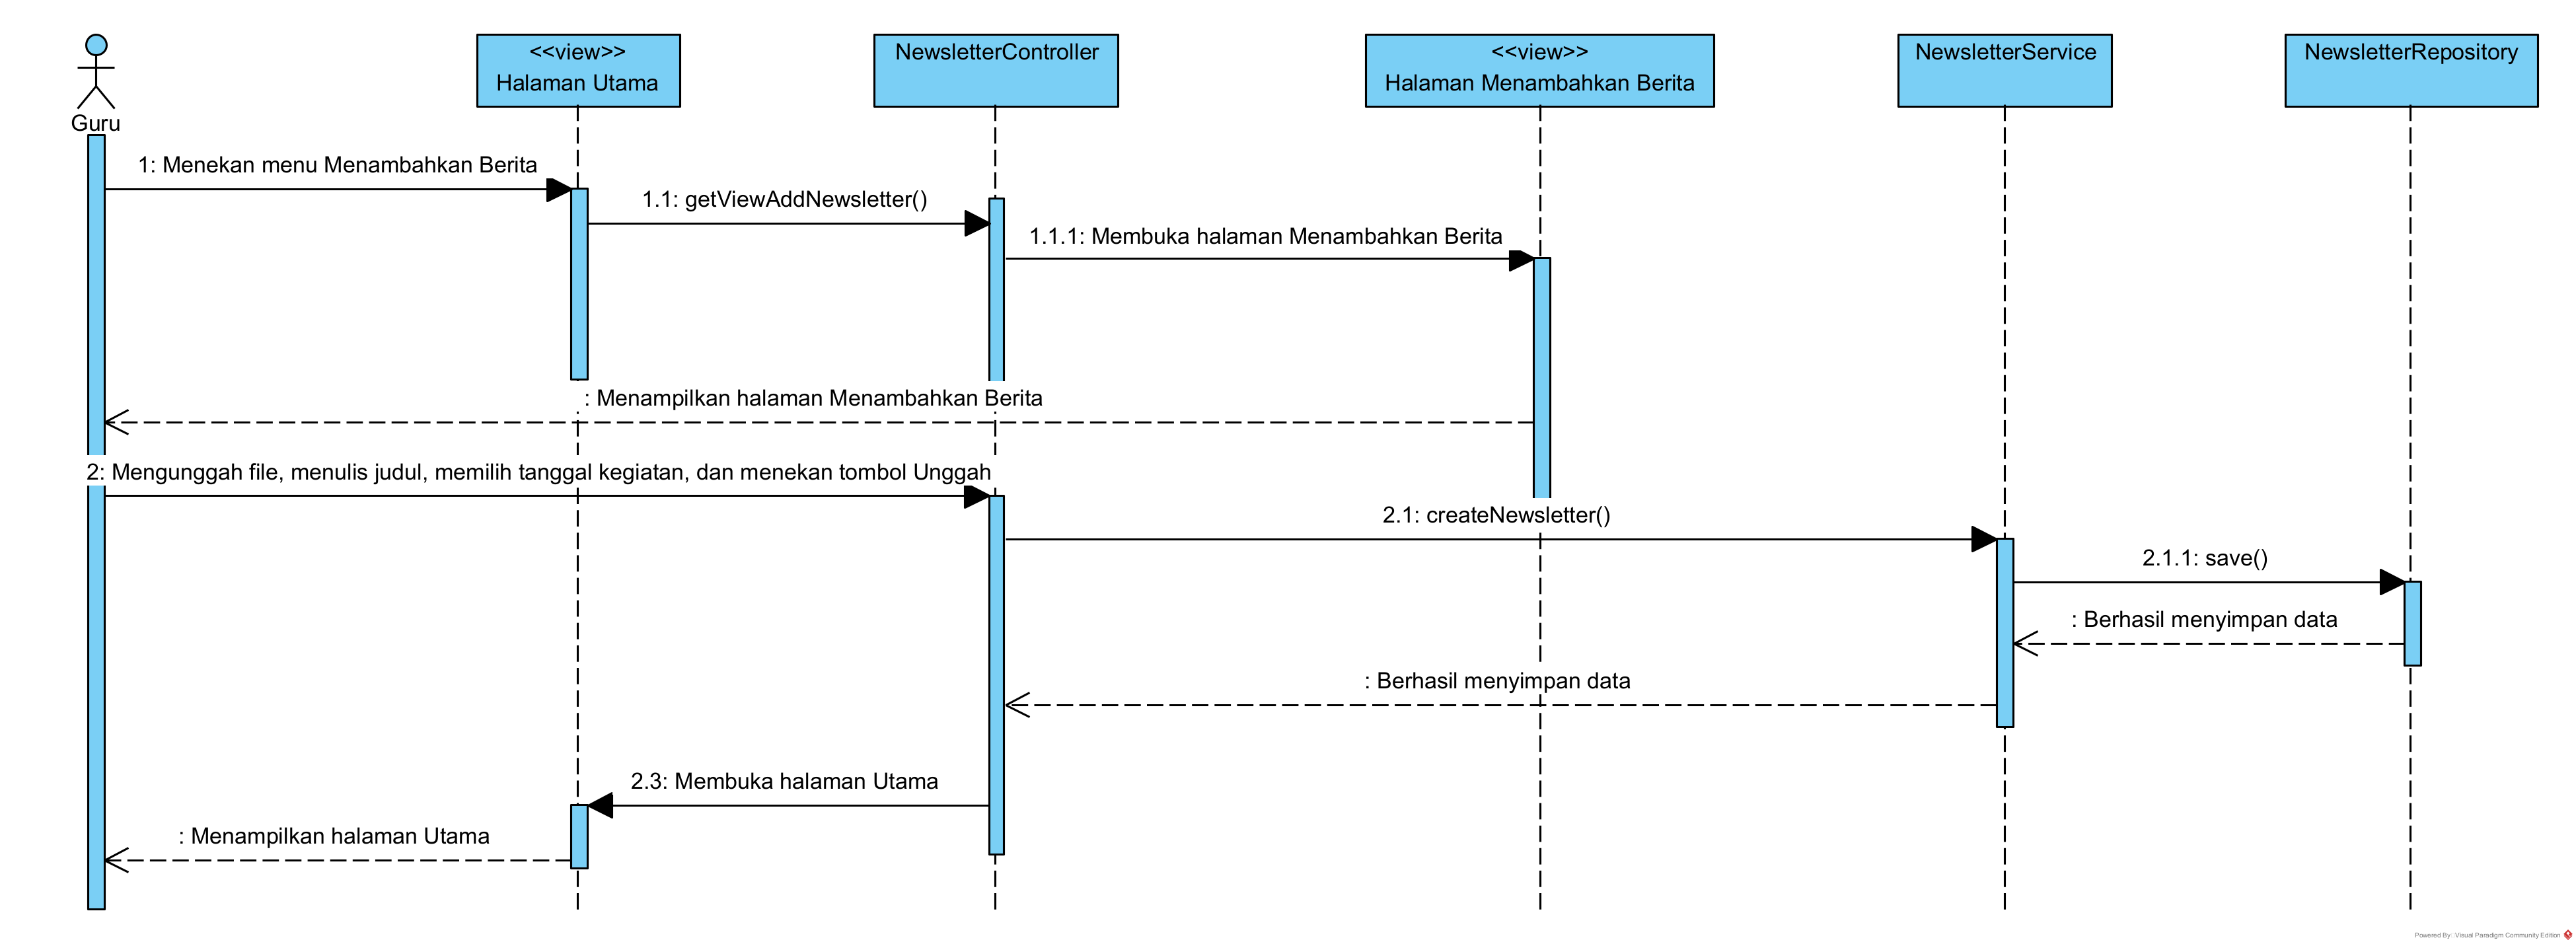 Guru
<<view>>
Halaman Utama
NewsletterController
<<view>>
Halaman Menambahkan Berita
NewsletterService
NewsletterRepository
1: Menekan menu Menambahkan Berita
1.1: getViewAddNewsletter()
1.1.1: Membuka halaman Menambahkan Berita
: Menampilkan halaman Menambahkan Berita
2: Mengunggah file, menulis judul, memilih tanggal kegiatan, dan menekan tombol Unggah
2.1: createNewsletter()
2.1.1: save()
: Berhasil menyimpan data
: Berhasil menyimpan data
2.3: Membuka halaman Utama
: Menampilkan halaman Utama
Powered By: Visual Paradigm Community Edition